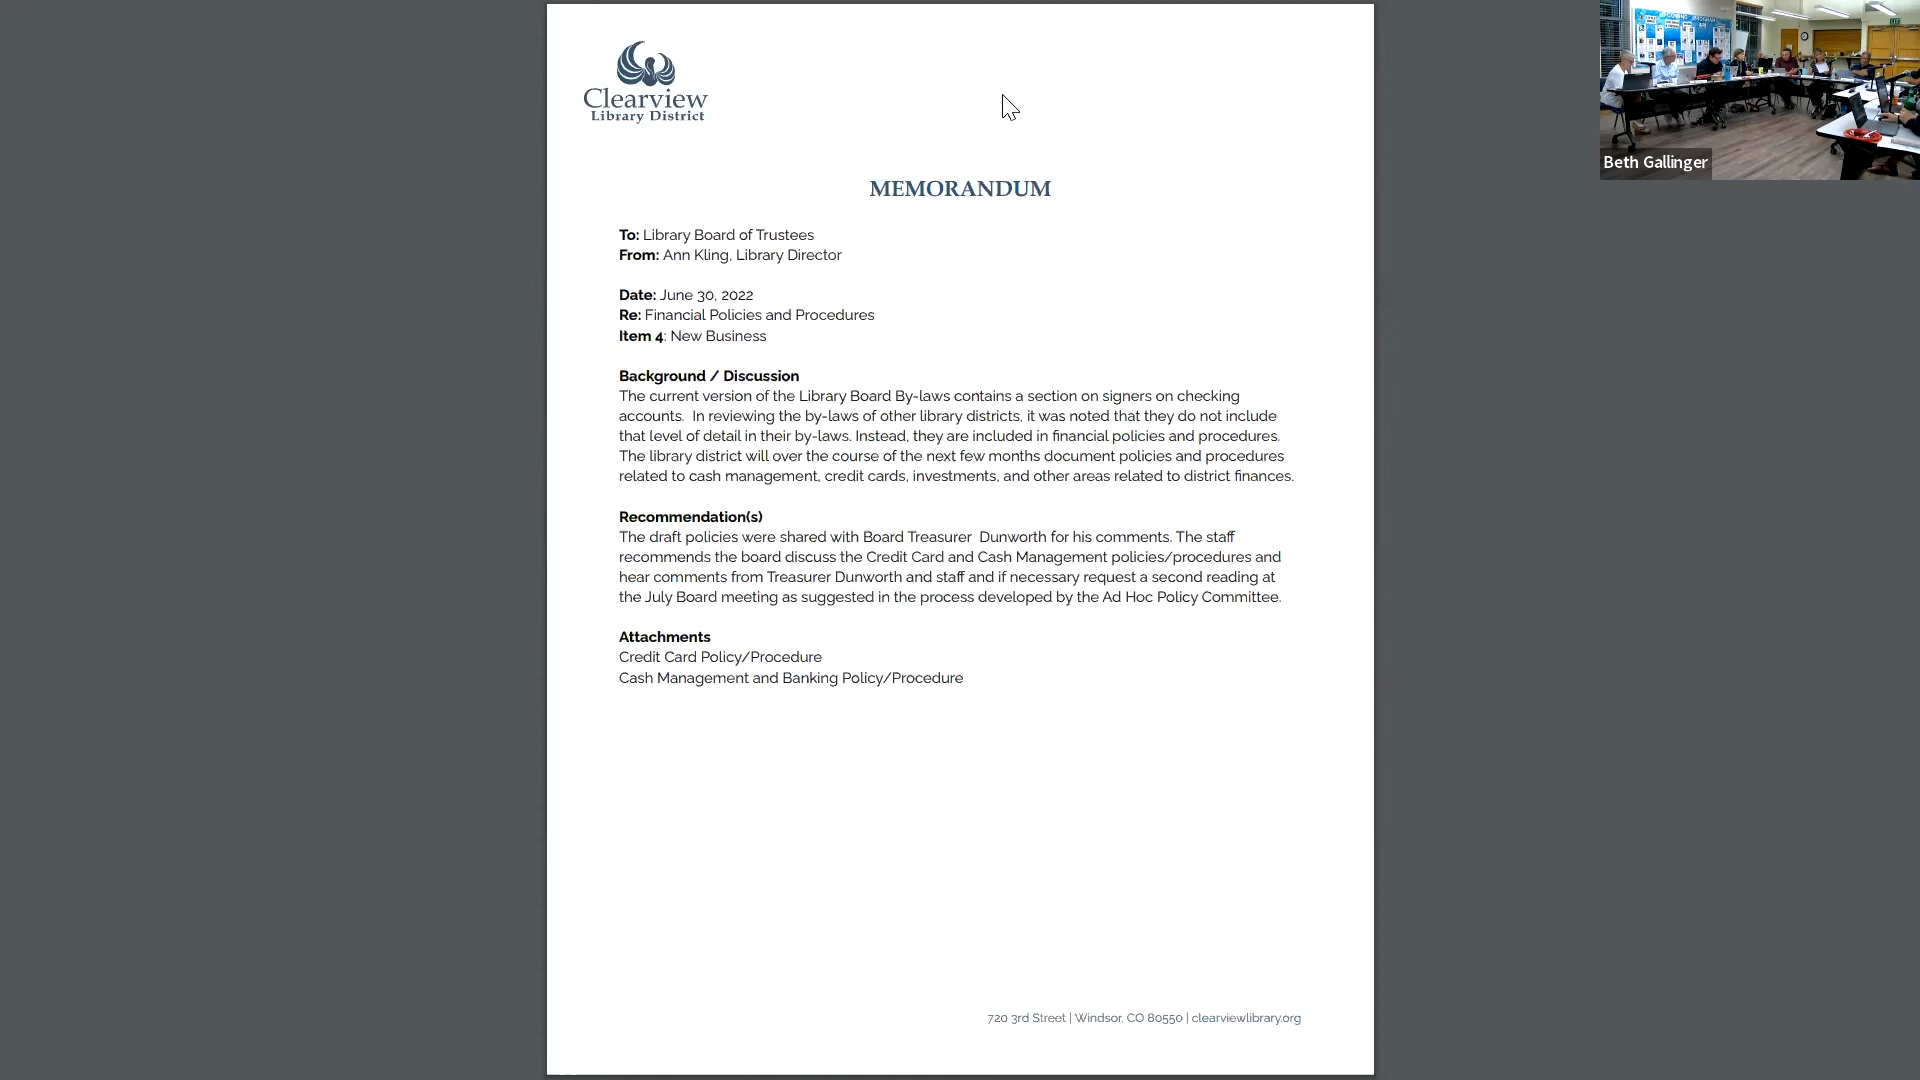 Clearview
Library District
MEMORANDUM
To: Library Board of Trustees
From: Ann Kling, Library Director
Date: June 30, 2022
Re: Financial Policies and Procedures
Item 4: New Business
Background / Discussion
The current version of the Library Board By-laws contains a section on signers on checking
accounts.  In reviewing the by-laws of other library districts, it was noted that they do not include
that level of detail in their by-laws. Instead, they are included in financial policies and procedures.
The library district will over the course of the next few months document policies and procedures
related to cash management, credit cards, investments, and other areas related to district finances.
Recommendation(s)
The draft policies were shared with Board Treasurer  Dunworth for his comments. The staff
recommends the board discuss the Credit Card and Cash Management policies/procedures and
hear comments from Treasurer Dunworth and staff and if necessary request a second reading at
the July Board meeting as suggested in the process developed by the Ad Hoc Policy Committee.
Attachments
Credit Card Policy/Procedure
Cash Management and Banking Policy/Procedure
720 3rd Street | Windsor, CO 80550 | clearviewlibrary.org
Beth Gallinger